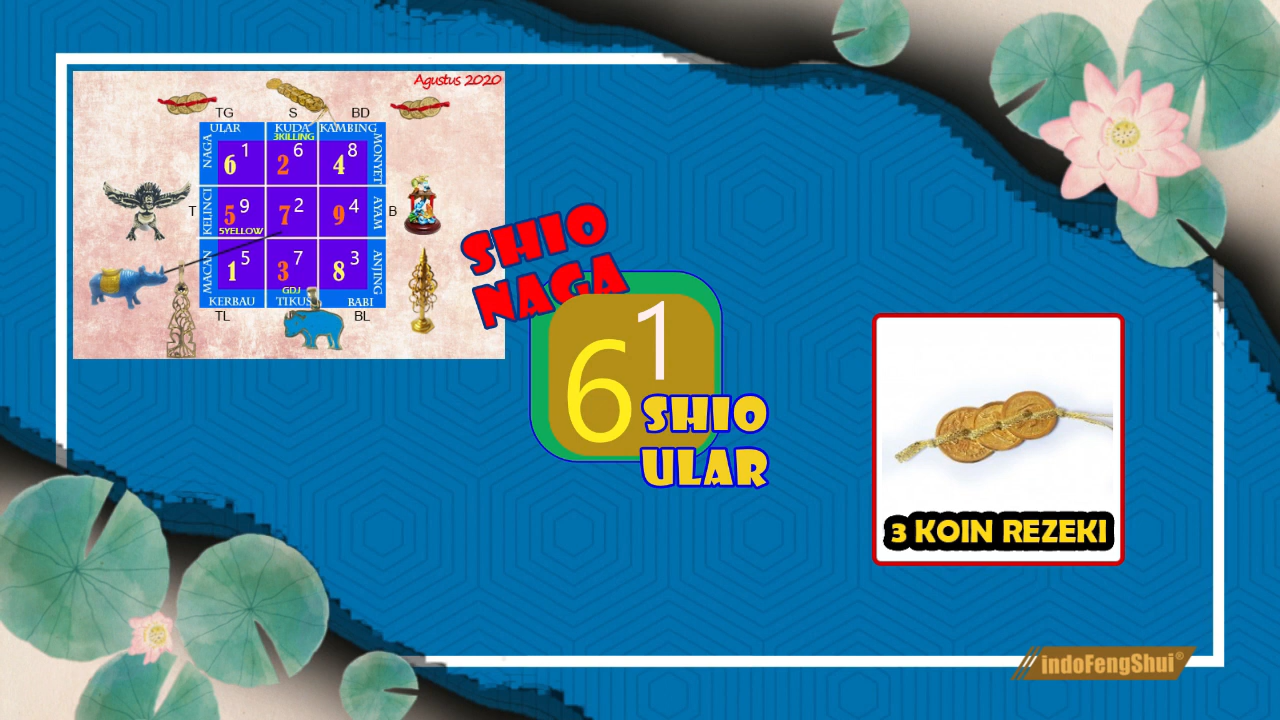 Agustus 2020
TG S BD
ULAR KUDA KAMBING
3KILLING
NAGA
6 1 2 6 4 8
MONYET
T
KELINCI
5 9 7 2 9 4
5YELLOW
AYAM
B
MACAN
1 5 3 7 8 3
GDJ
ANJING
KERBAU TIKUS BABI
TL BL
SHIO
NAGA
6 1
SHIO
ULAR
3 KOIN REZEKI
indoFengShui®